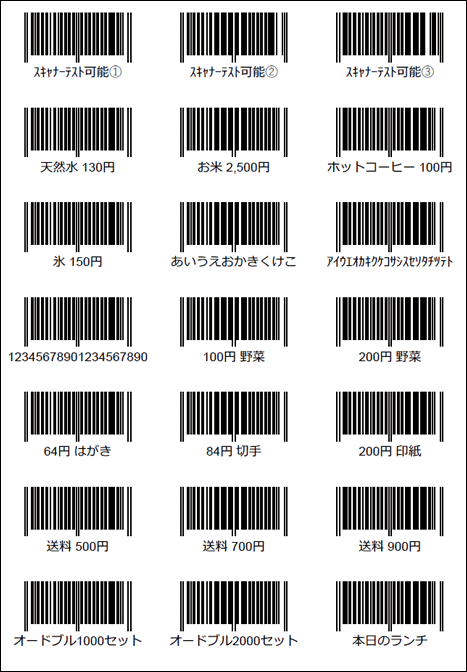 ｽｷｬﾅｰﾃｽﾄ可能①
ｽｷｬﾅｰﾃｽﾄ可能②
ｽｷｬﾅｰﾃｽﾄ可能③
天然水 130円
お米 2,500円
ホットコーヒー 100円
氷 150円
あいうえおかきくけこ
ｱｲｳｴｵｶｷｸｹｺｻｼｽｾｿﾀﾁﾂﾃﾄ
12345678901234567890
100円 野菜
200円 野菜
64円 はがき
84円 切手
200円 印紙
送料 500円
送料 700円
送料 900円
オードブル1000セット
オードブル2000セット
本日のランチ